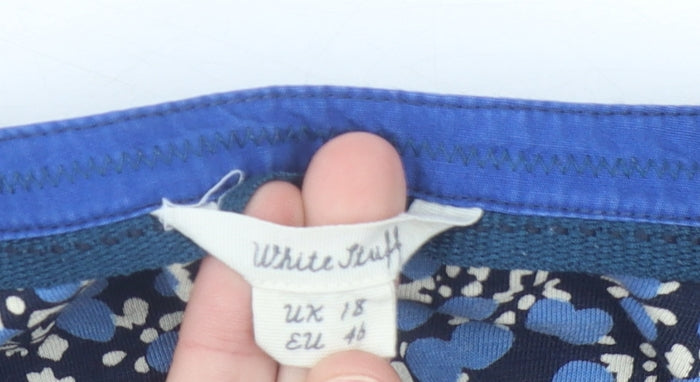 White Stuff
UK 18
EU 46